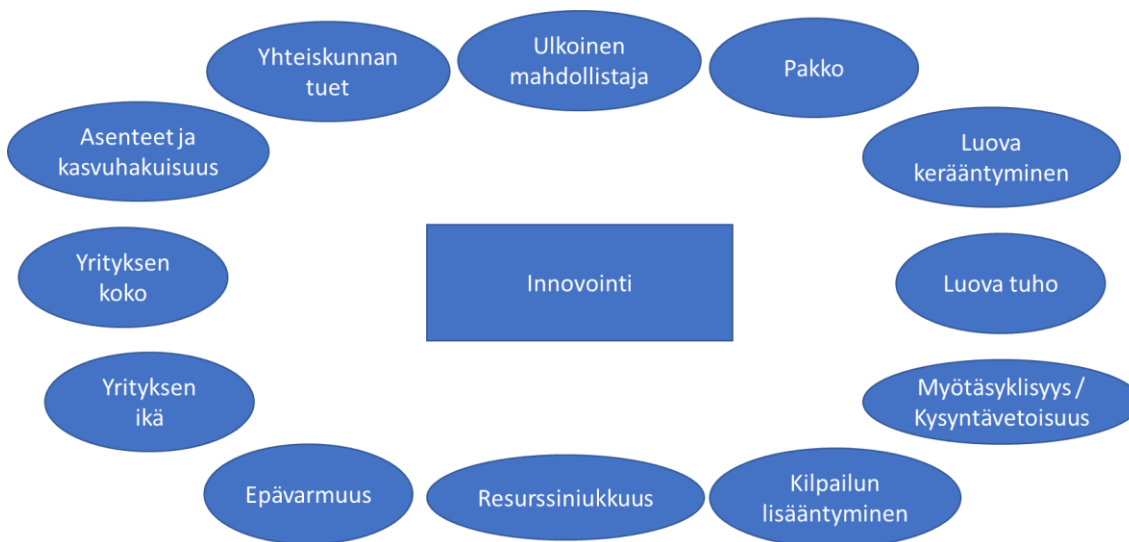 Yhteiskunnan
tuet
Ulkoinen
mahdollistaja
Pakko
Asenteet ja
kasvuhakuisuus
Luova
kerääntyminen
Yrityksen
koko
Innovointi
Luova tuho
Yrityksen
ikä
Myötäsyklisyys /
Kysyntävetoisuus
Epävarmuus
Resurssiniukkuus
Kilpailun
lisääntyminen